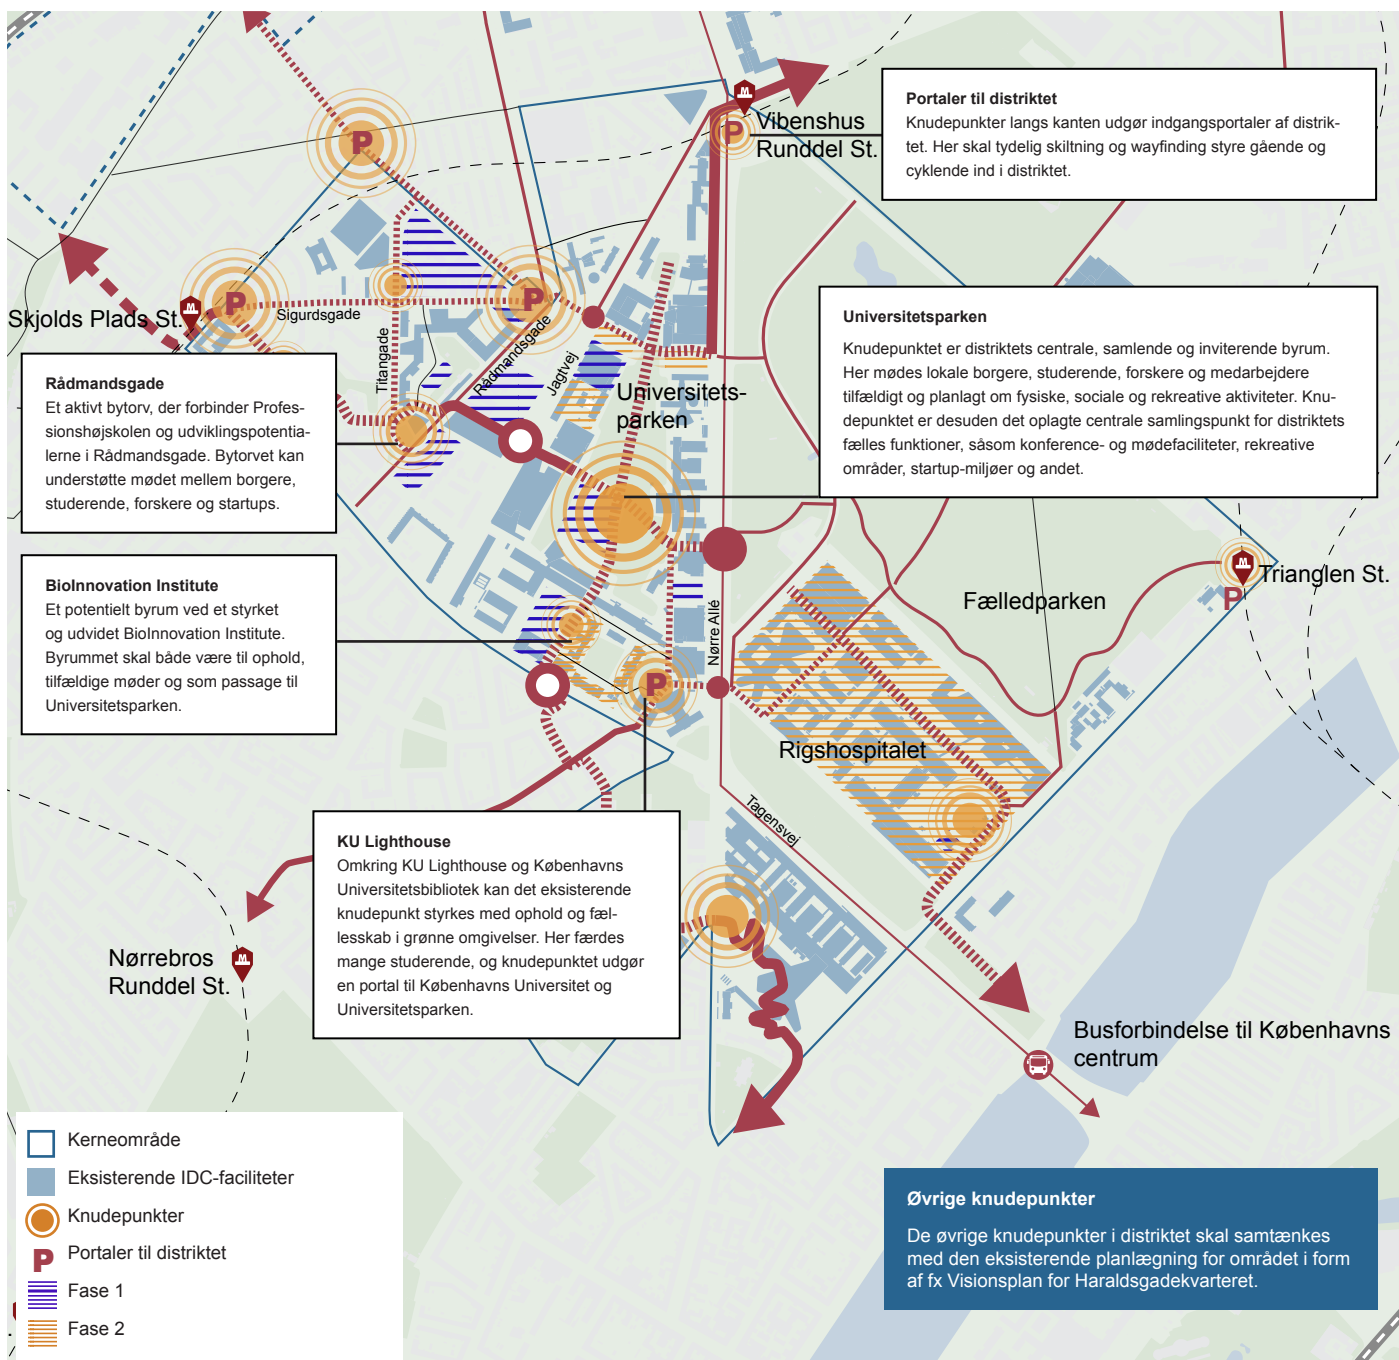 P
Vibenshus
Runddel St.
P
Portaler til distriktet
Knudepunkter langs kanten udgør indgangsportaler af distrik-
tet. Her skal tydelig skiltning og wayfinding styre gående og
cyklende ind i distriktet.
P
P
Skjolds Plads St.
Sigurdsgade
Titangade
Rådmandsgade
Jagtvej
Universitets-
parken
Universitetsparken
Knudepunktet er distriktets centrale, samlende og inviterende byrum.
Her mødes lokale borgere, studerende, forskere og medarbejdere
tilfældigt og planlagt om fysiske, sociale og rekreative aktiviteter. Knu-
depunktet er desuden det oplagte centrale samlingspunkt for distriktets
fælles funktioner, såsom konference- og mødefaciliteter, rekreative
områder, startup-miljøer og andet.
Rådmandsgade
Et aktivt bytorv, der forbinder Profes-
sionshøjskolen og udviklingspotentia-
lerne i Rådmandsgade. Bytorvet kan
understøtte mødet mellem borgere,
studerende, forskere og startups.
BioInnovation Institute
Et potentielt byrum ved et styrket
og udvidet BioInnovation Institute.
Byrummet skal både være til ophold,
tilfældige møder og som passage til
Universitetsparken.
Trianglen St.
P
Fælledparken
Nørre Allé
P
Rigshospitalet
Tagensvej
KU Lighthouse
Omkring KU Lighthouse og Københavns
Universitetsbibliotek kan det eksisterende
knudepunkt styrkes med ophold og fæl-
lesskab i grønne omgivelser. Her færdes
mange studerende, og knudepunktet udgør
en portal til Københavns Universitet og
Universitetsparken.
Nørrebros
Runddel St.
Busforbindelse til Københavns
centrum
Kerneområde
Eksisterende IDC-faciliteter
Knudepunkter
P Portaler til distriktet
Fase 1
Fase 2
Øvrige knudepunkter
De øvrige knudepunkter i distriktet skal samtænkes
med den eksisterende planlægning for området i form
af fx Visionsplan for Haraldsgadekvarteret.